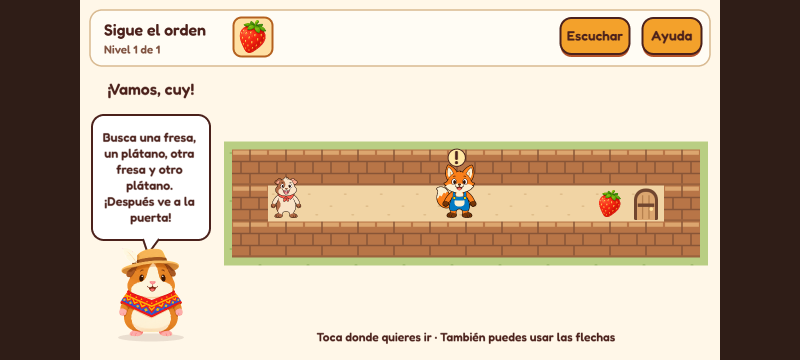 Sigue el orden
Nivel 1 de 1
Escuchar
Ayuda
¡Vamos, cuy!
Busca una fresa,
un plátano, otra
fresa y otro
plátano.
¡Después ve a la
puerta!
!
Toca donde quieres ir · También puedes usar las flechas